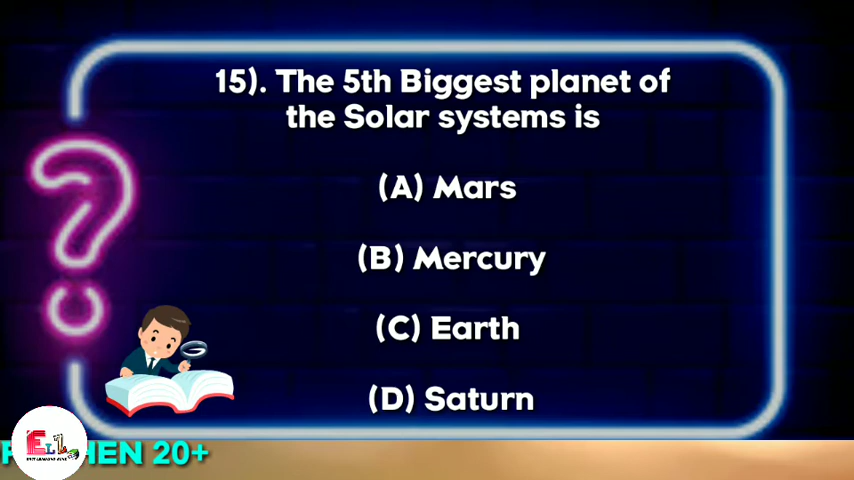 15). The 5th Biggest planet of
the Solar systems is
(A) Mars
(B) Mercury
(C) Earth
(D) Saturn
HEN 20+